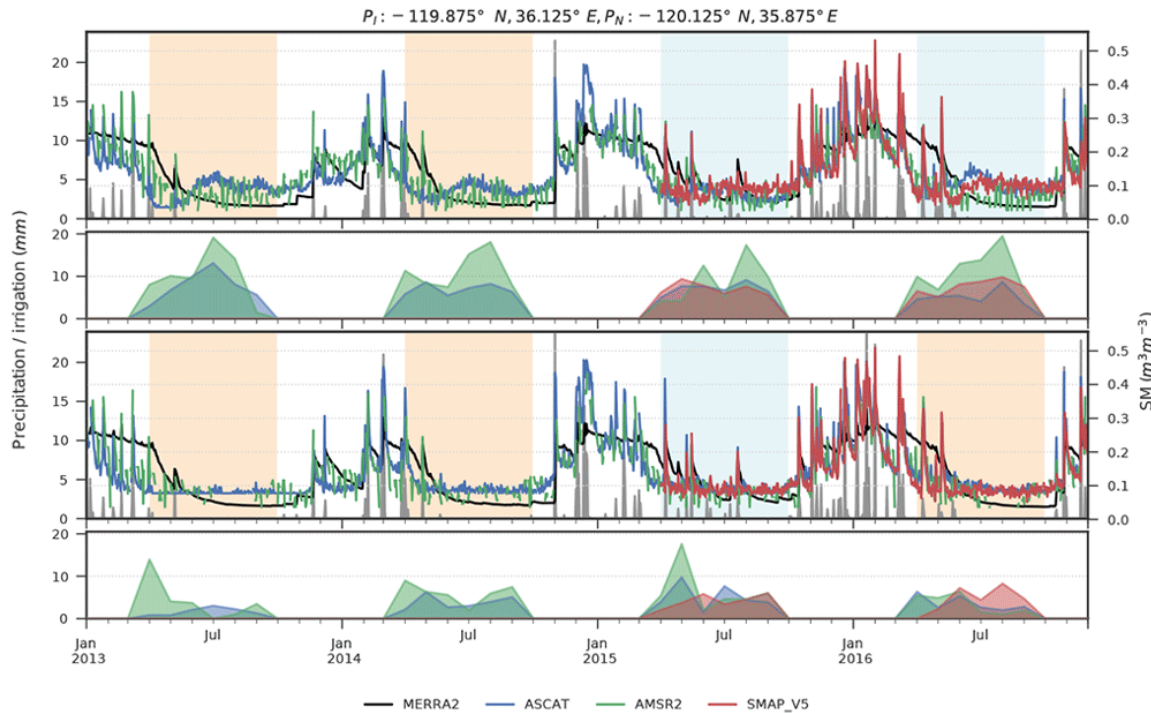 P_I : −119.875° N, 36.125° E, P_N : −120.125° N, 35.875°E
Precipitation / irrigation (mm)
20
15
10
5
0
0.5
0.4
0.3
0.2
0.1
0.0
20
10
0
20
15
10
5
0
0.5
0.4
0.3
0.2
0.1
0.0
SM (m³m⁻³)
20
10
0
Jan
2013
Jul
Jan
2014
Jul
Jan
2015
Jul
Jan
2016
Jul
MERRA2 ASCAT AMSR2 SMAP_V5